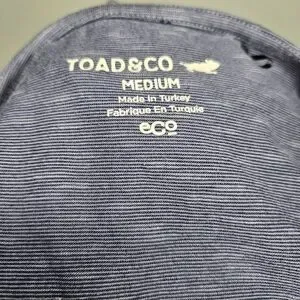 TOAD&CO
MEDIUM
Made in Turkey
Fabriqué En Turquie
eco